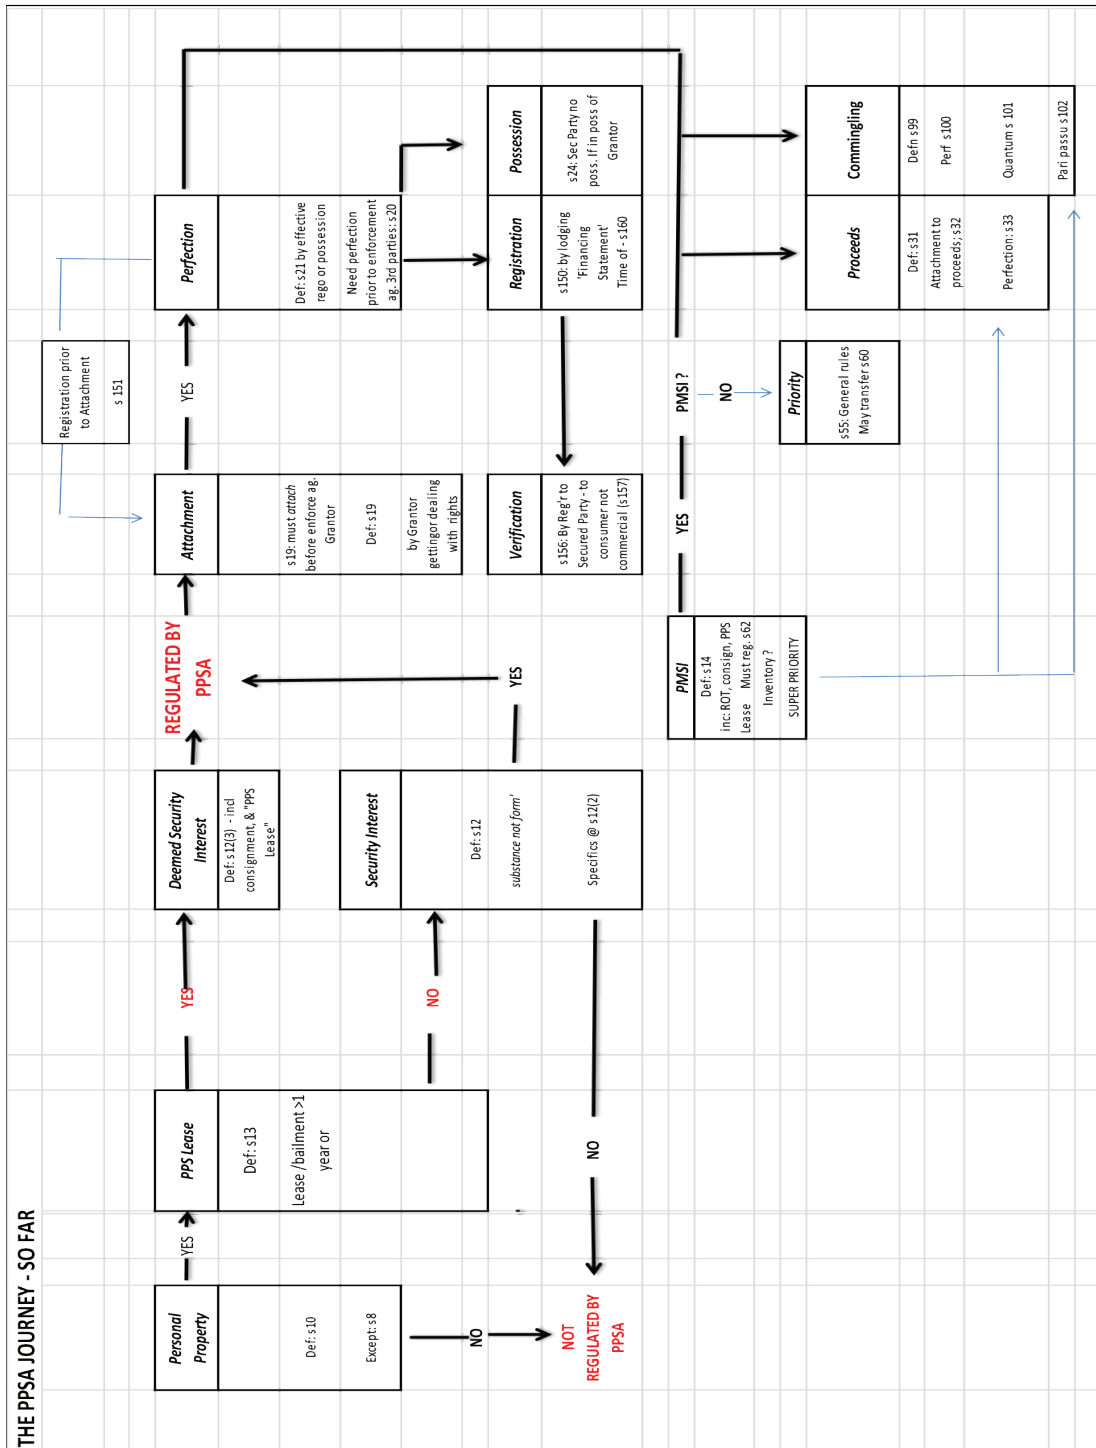 THE PPSA JOURNEY - SO FAR
Personal
Property
Def: s10
Except: s8
YES
NO
NOT
REGULATED BY
PPSA
PPS Lease
Def: s13
Lease /bailment >1
year or
YES
NO
Deemed Security
Interest
Def: s12(3) - incl
consignment, & "PPS
Lease"
Security Interest
Def: s12
substance not form'
Specifics @ s12(2)
NO
YES
REGULATED BY
PPSA
Attachment
s19: must attach
before enforce ag.
Grantor
Def: s19
by Grantor
gettingor dealing
with rights
YES
Registration prior
to Attachment
s 151
Perfection
Def: s21 by effective
rego or possession
Need perfection
prior to enforcement
ag. 3rd parties: s20
Registration
s150: by lodging
'Financing
Statement'
Time of - s160
Possession
s24: Sec Party no
poss. If in poss of
Grantor
Verification
s156: By Reg'r to
Secured Party - to
consumer not
commercial (s157)
PMSI ?
YES
NO
PMSI
Def: s14
inc: ROT, consign, PPS
Lease Must reg. s62
Inventory ?
SUPER PRIORITY
Priority
s55: General rules
May transfer s60
Proceeds
Def: s31
Attachment to
proceeds; s32
Perfection: s33
Commingling
Defn s99
Perf s100
Quantum s 101
Pari passu s102